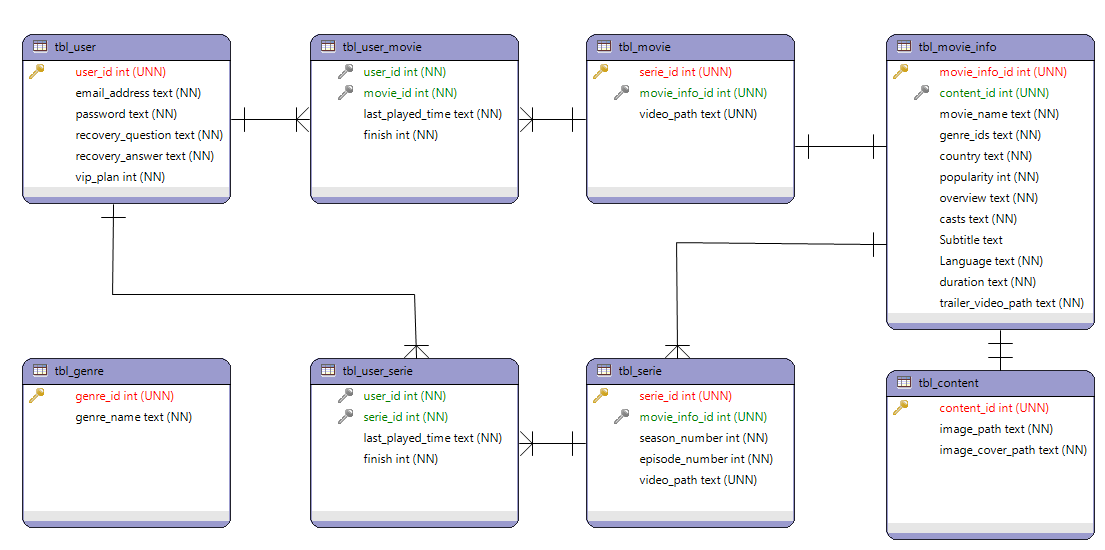 tbl_user
user_id int (UNN)
email_address text (NN)
password text (NN)
recovery_question text (NN)
recovery_answer text (NN)
vip_plan int (NN)
tbl_user_movie
user_id int (NN)
movie_id int (NN)
last_played_time text (NN)
finish int (NN)
tbl_movie
serie_id int (UNN)
movie_info_id int (UNN)
video_path text (UNN)
tbl_movie_info
movie_info_id int (UNN)
content_id int (UNN)
movie_name text (NN)
genre_ids text (NN)
country text (NN)
popularity int (NN)
overview text (NN)
casts text (NN)
Subtitle text
Language text (NN)
duration text (NN)
trailer_video_path text (NN)
tbl_genre
genre_id int (UNN)
genre_name text (NN)
tbl_user_serie
user_id int (NN)
serie_id int (NN)
last_played_time text (NN)
finish int (NN)
tbl_serie
serie_id int (UNN)
movie_info_id int (UNN)
season_number int (NN)
episode_number int (NN)
video_path text (UNN)
tbl_content
content_id int (UNN)
image_path text (NN)
image_cover_path text (NN)